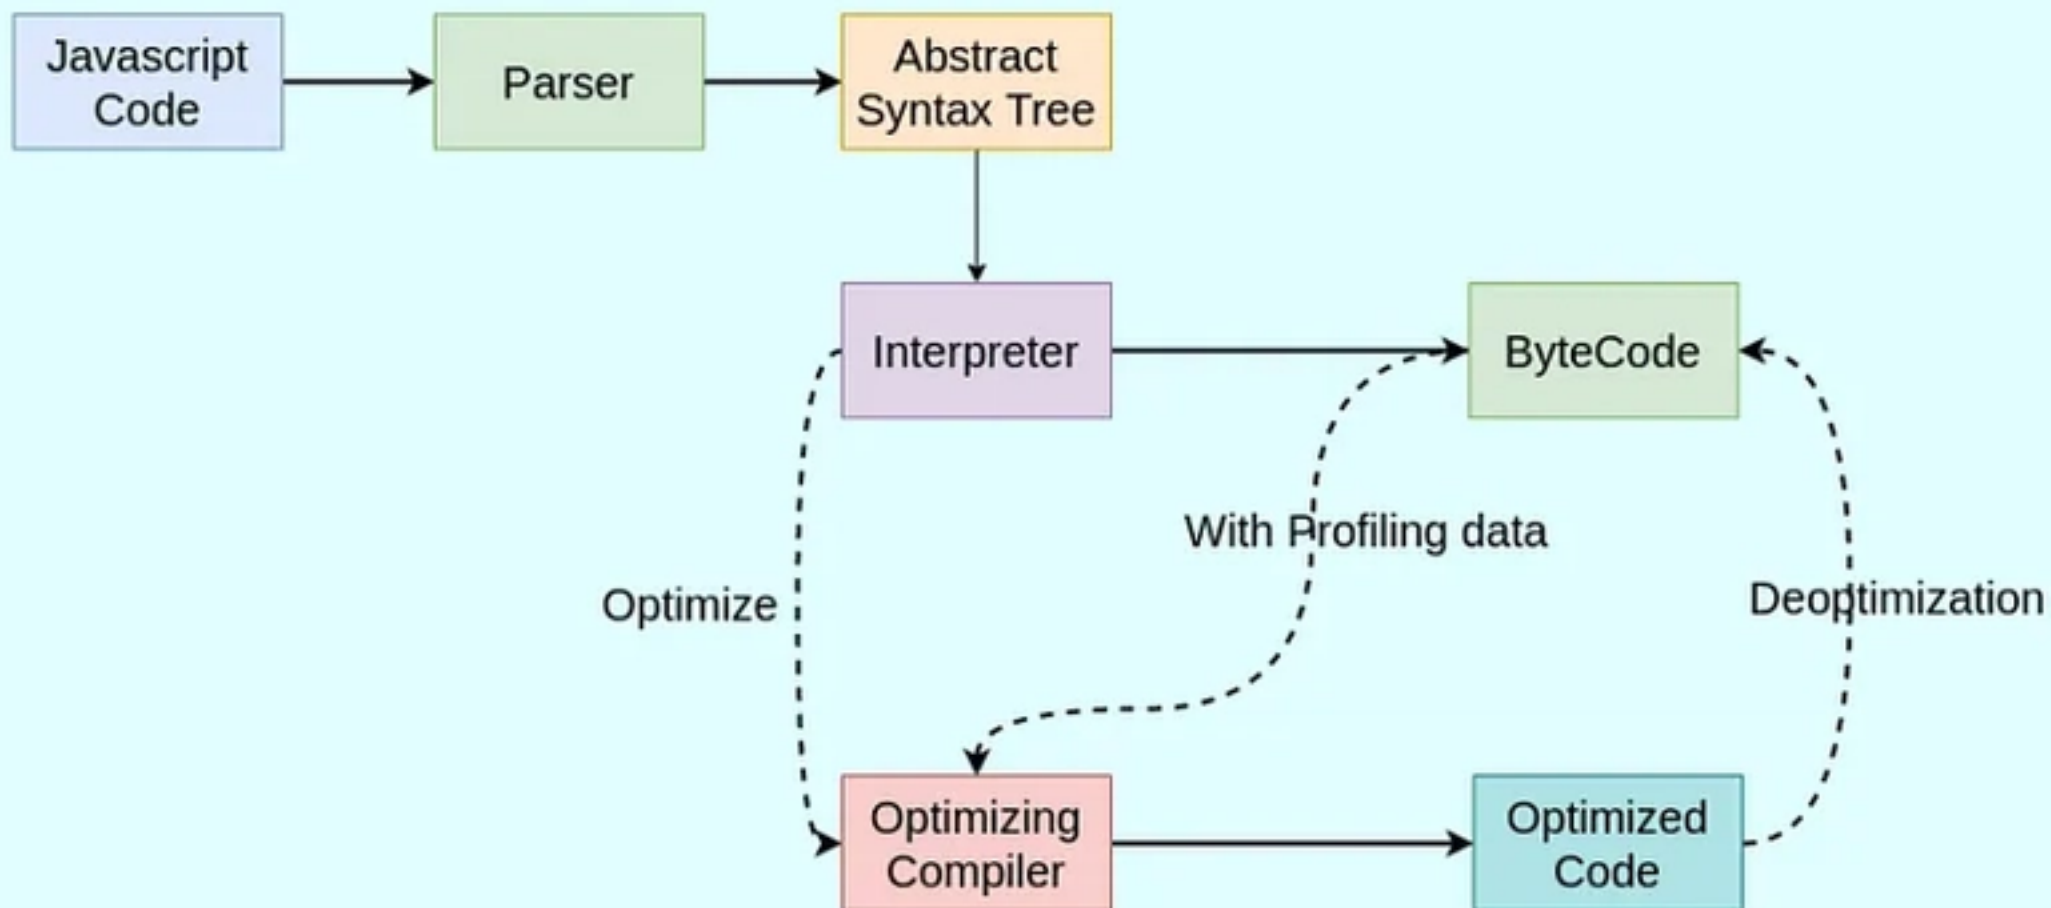 Javascript
Code
Parser
Abstract
Syntax Tree
Interpreter
ByteCode
With Profiling data
Optimize
Deoptimization
Optimizing
Compiler
Optimized
Code